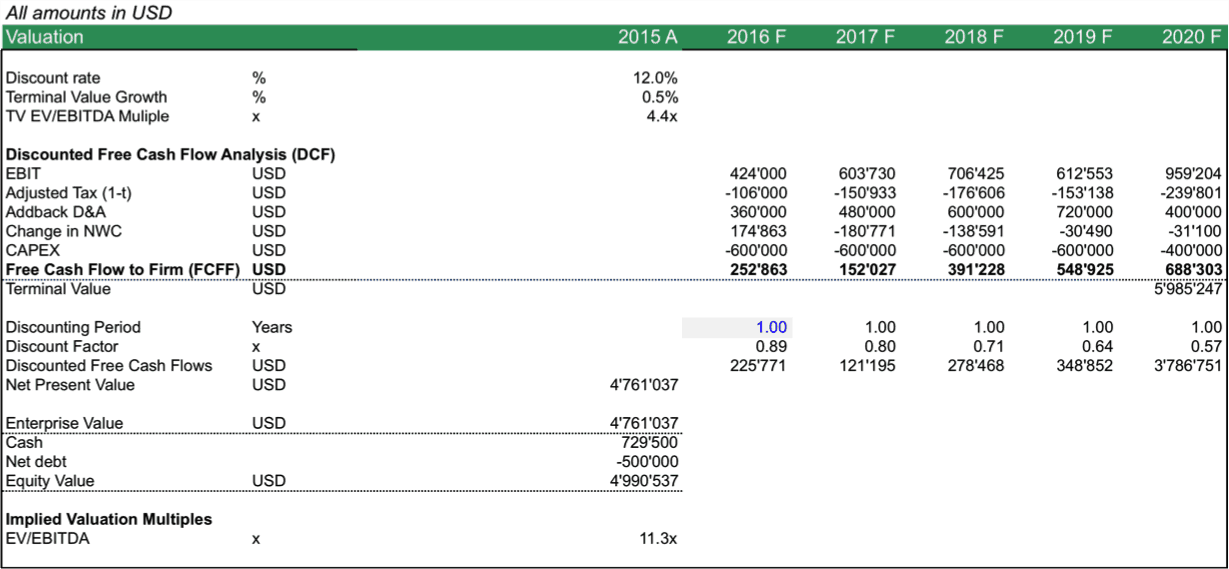 All amounts in USD
Valuation 2015 A 2016 F 2017 F 2018 F 2019 F 2020 F
Discount rate % 12.0%
Terminal Value Growth % 0.5%
TV EV/EBITDA Muliple x 4.4x
Discounted Free Cash Flow Analysis (DCF)
EBIT USD 424'000 603'730 706'425 612'553 959'204
Adjusted Tax (1-t) USD -106'000 -150'933 -176'606 -153'138 -239'801
Addback D&A USD 360'000 480'000 600'000 720'000 400'000
Change in NWC USD 174'863 -180'771 -138'591 -30'490 -31'100
CAPEX USD -600'000 -600'000 -600'000 -600'000 -400'000
Free Cash Flow to Firm (FCFF) USD 252'863 152'027 391'228 548'925 688'303
Terminal Value USD 5'985'247
Discounting Period Years 1.00 1.00 1.00 1.00 1.00
Discount Factor x 0.89 0.80 0.71 0.64 0.57
Discounted Free Cash Flows USD 225'771 121'195 278'468 348'852 3'786'751
Net Present Value USD 4'761'037
Enterprise Value USD 4'761'037
Cash 729'500
Net debt -500'000
Equity Value USD 4'990'537
Implied Valuation Multiples
EV/EBITDA x 11.3x